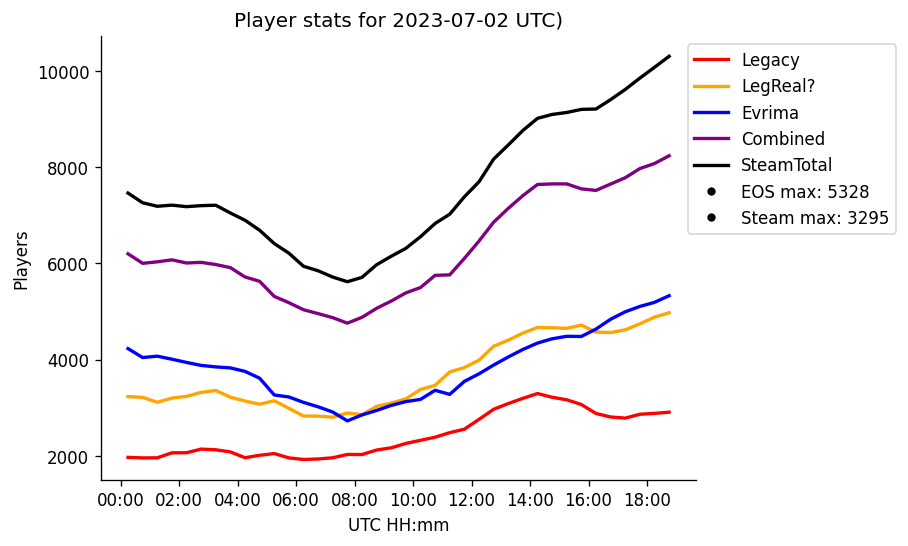 Player stats for 2023-07-02 UTC)
Players
10000
8000
6000
4000
2000
00:00 02:00 04:00 06:00 08:00 10:00 12:00 14:00 16:00 18:00
UTC HH:mm
Legacy
LegReal?
Evrima
Combined
SteamTotal
EOS max: 5328
Steam max: 3295